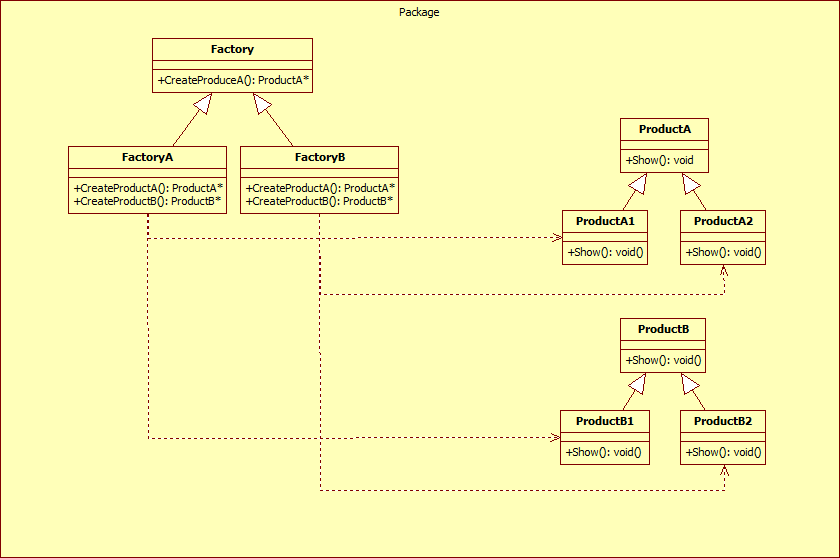 Package
Factory
+CreateProduceA(): ProductA*
FactoryA
+CreateProductA(): ProductA*
+CreateProductB(): ProductB*
FactoryB
+CreateProductA(): ProductA*
+CreateProductB(): ProductB*
ProductA
+Show(): void
ProductA1
+Show(): void()
ProductA2
+Show(): void()
ProductB
+Show(): void()
ProductB1
+Show(): void()
ProductB2
+Show(): void()